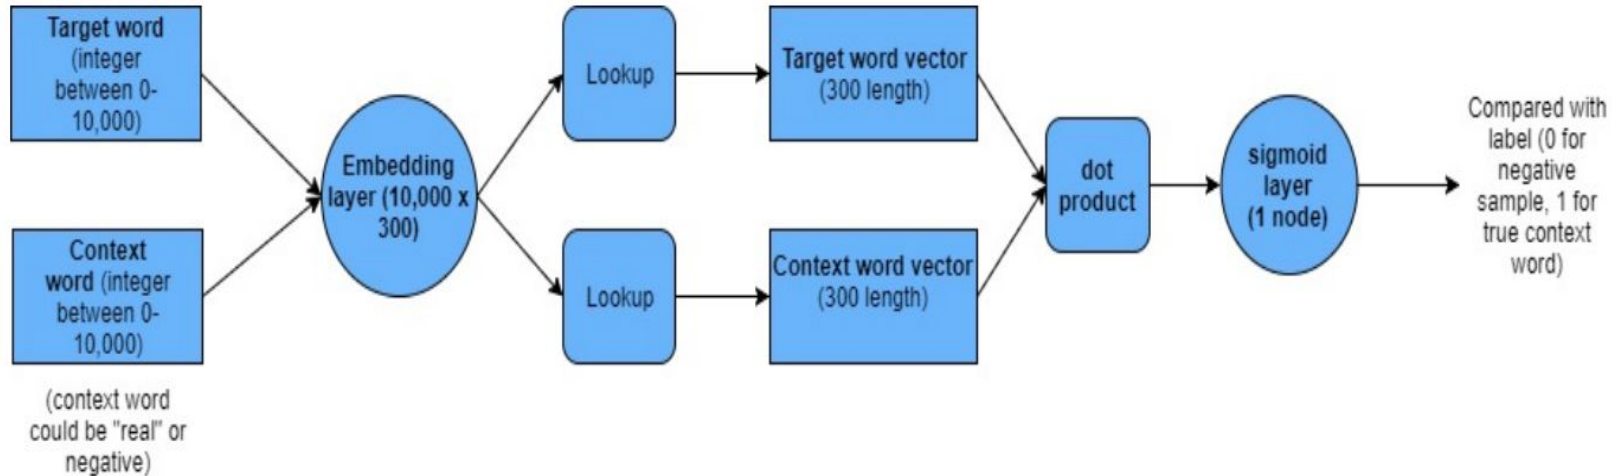 Target word
(integer
between 0-
10,000)
Context
word (integer
between 0-
10,000)
(context word
could be "real" or
negative)
Embedding
layer (10,000 x
300)
Lookup
Lookup
Target word vector
(300 length)
Context word vector
(300 length)
dot
product
sigmoid
layer
(1 node)
Compared with
label (0 for
negative
sample, 1 for
true context
word)